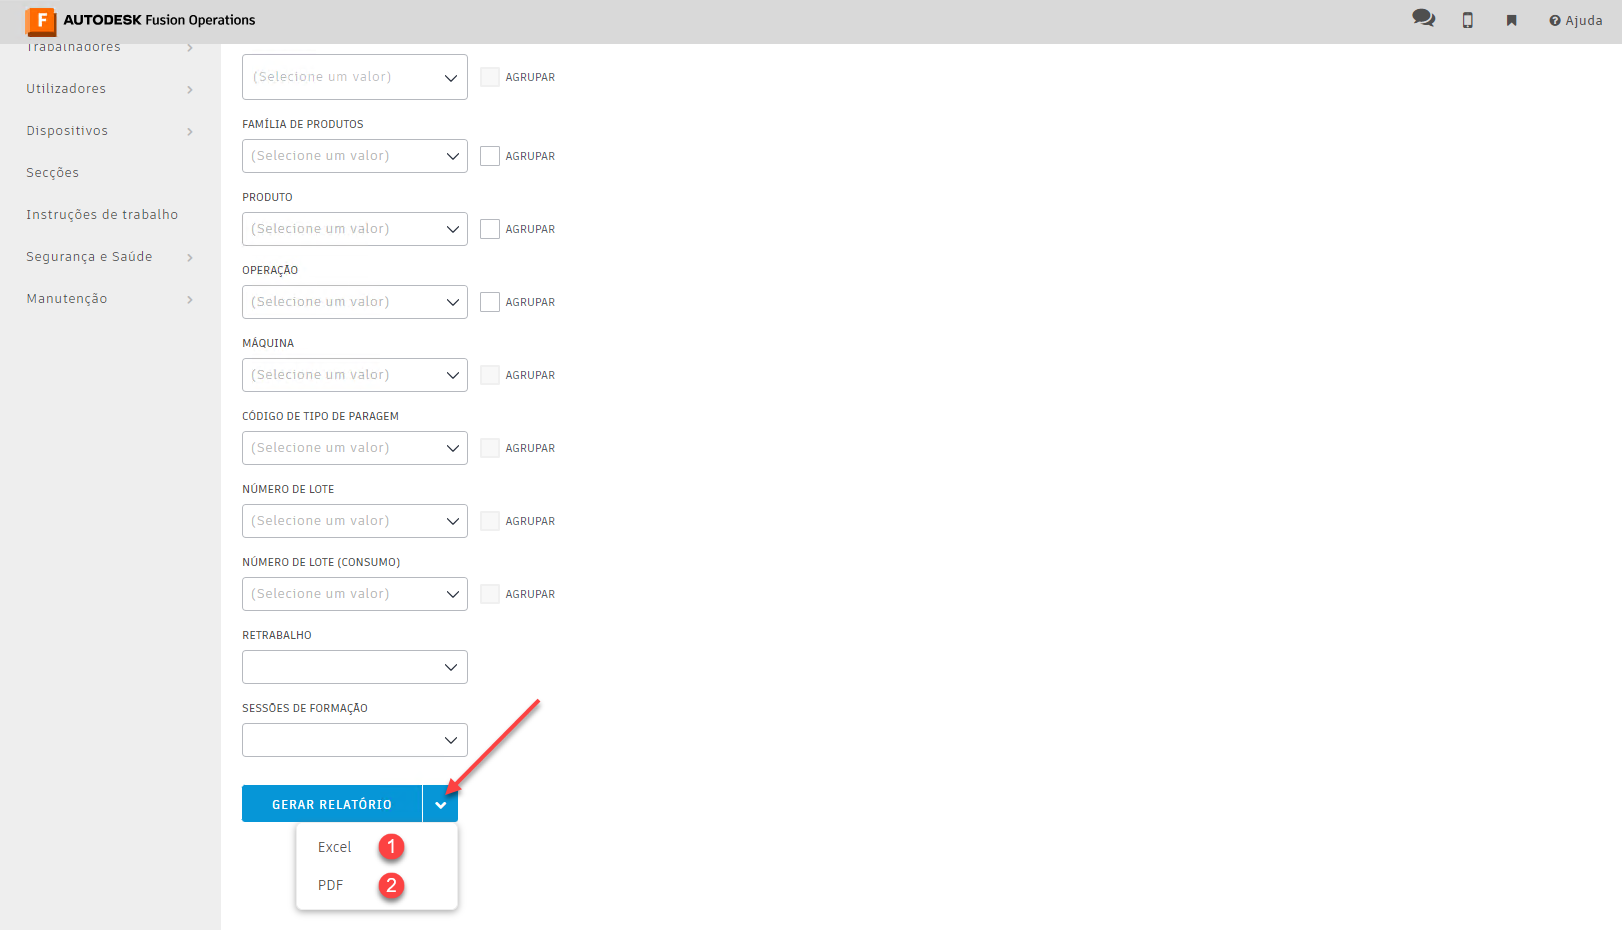 F AUTODESK Fusion Operations
Ajuda
Trabalhadores
Utilizadores
Dispositivos
Secções
Instruções de trabalho
Segurança e Saúde
Manutenção
(Selecione um valor) AGRUPAR
FAMÍLIA DE PRODUTOS
(Selecione um valor) AGRUPAR
PRODUTO
(Selecione um valor) AGRUPAR
OPERAÇÃO
(Selecione um valor) AGRUPAR
MÁQUINA
(Selecione um valor) AGRUPAR
CÓDIGO DE TIPO DE PARAGEM
(Selecione um valor) AGRUPAR
NÚMERO DE LOTE
(Selecione um valor) AGRUPAR
NÚMERO DE LOTE (CONSUMO)
(Selecione um valor) AGRUPAR
RETRABALHO
SESSÕES DE FORMAÇÃO
GERAR RELATÓRIO
Excel 1
PDF 2